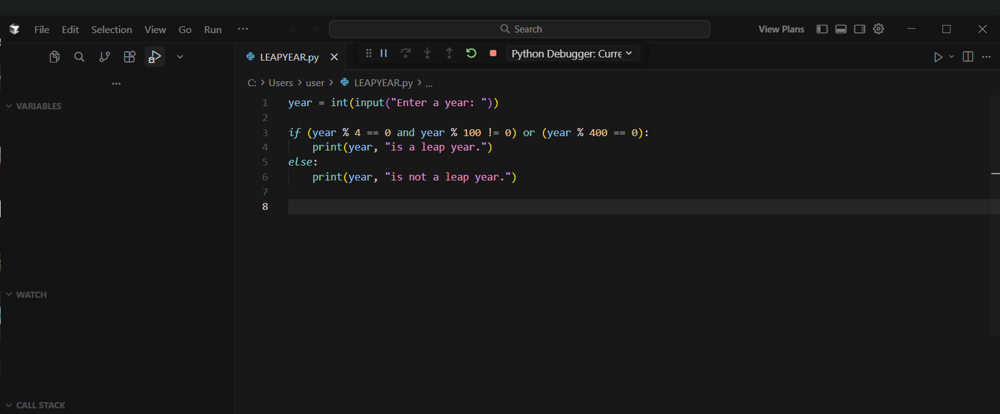 File Edit Selection View Go Run ··· Search View Plans
LEAPYEAR.py Python Debugger: Curre
C: > Users > user > LEAPYEAR.py > ...
VARIABLES
WATCH
CALL STACK
1 year = int(input("Enter a year: "))
2
3 if (year % 4 == 0 and year % 100 != 0) or (year % 400 == 0):
4     print(year, "is a leap year.")
5 else:
6     print(year, "is not a leap year.")
7
8